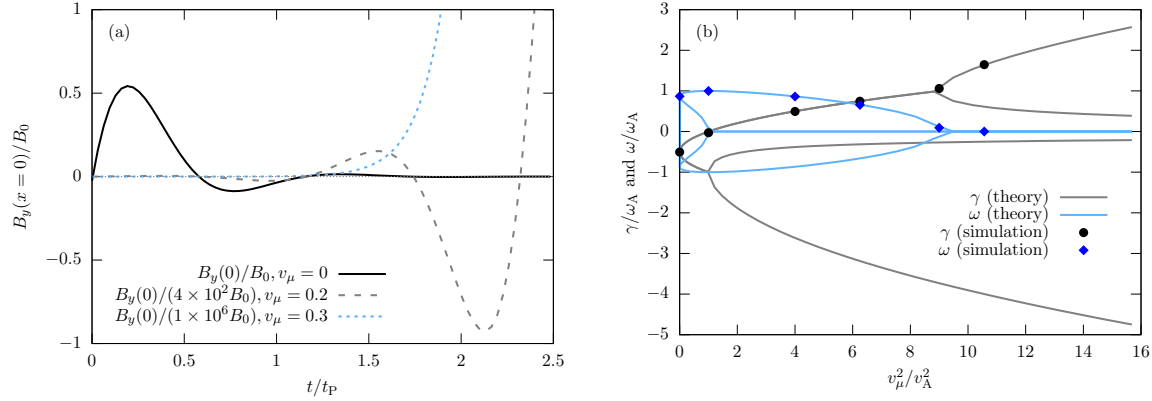 (a)
1
0.5
0
−0.5
−1
B_y(x = 0)/B_0
B_y(0)/B_0, v_μ = 0
B_y(0)/(4 × 10^2 B_0), v_μ = 0.2
B_y(0)/(1 × 10^6 B_0), v_μ = 0.3
0 0.5 1 1.5 2 2.5
t/t_P
(b)
3
2
1
0
−1
−2
−3
−4
−5
γ/ω_A and ω/ω_A
γ (theory)
ω (theory)
γ (simulation)
ω (simulation)
0 2 4 6 8 10 12 14 16
v_μ^2/v_A^2